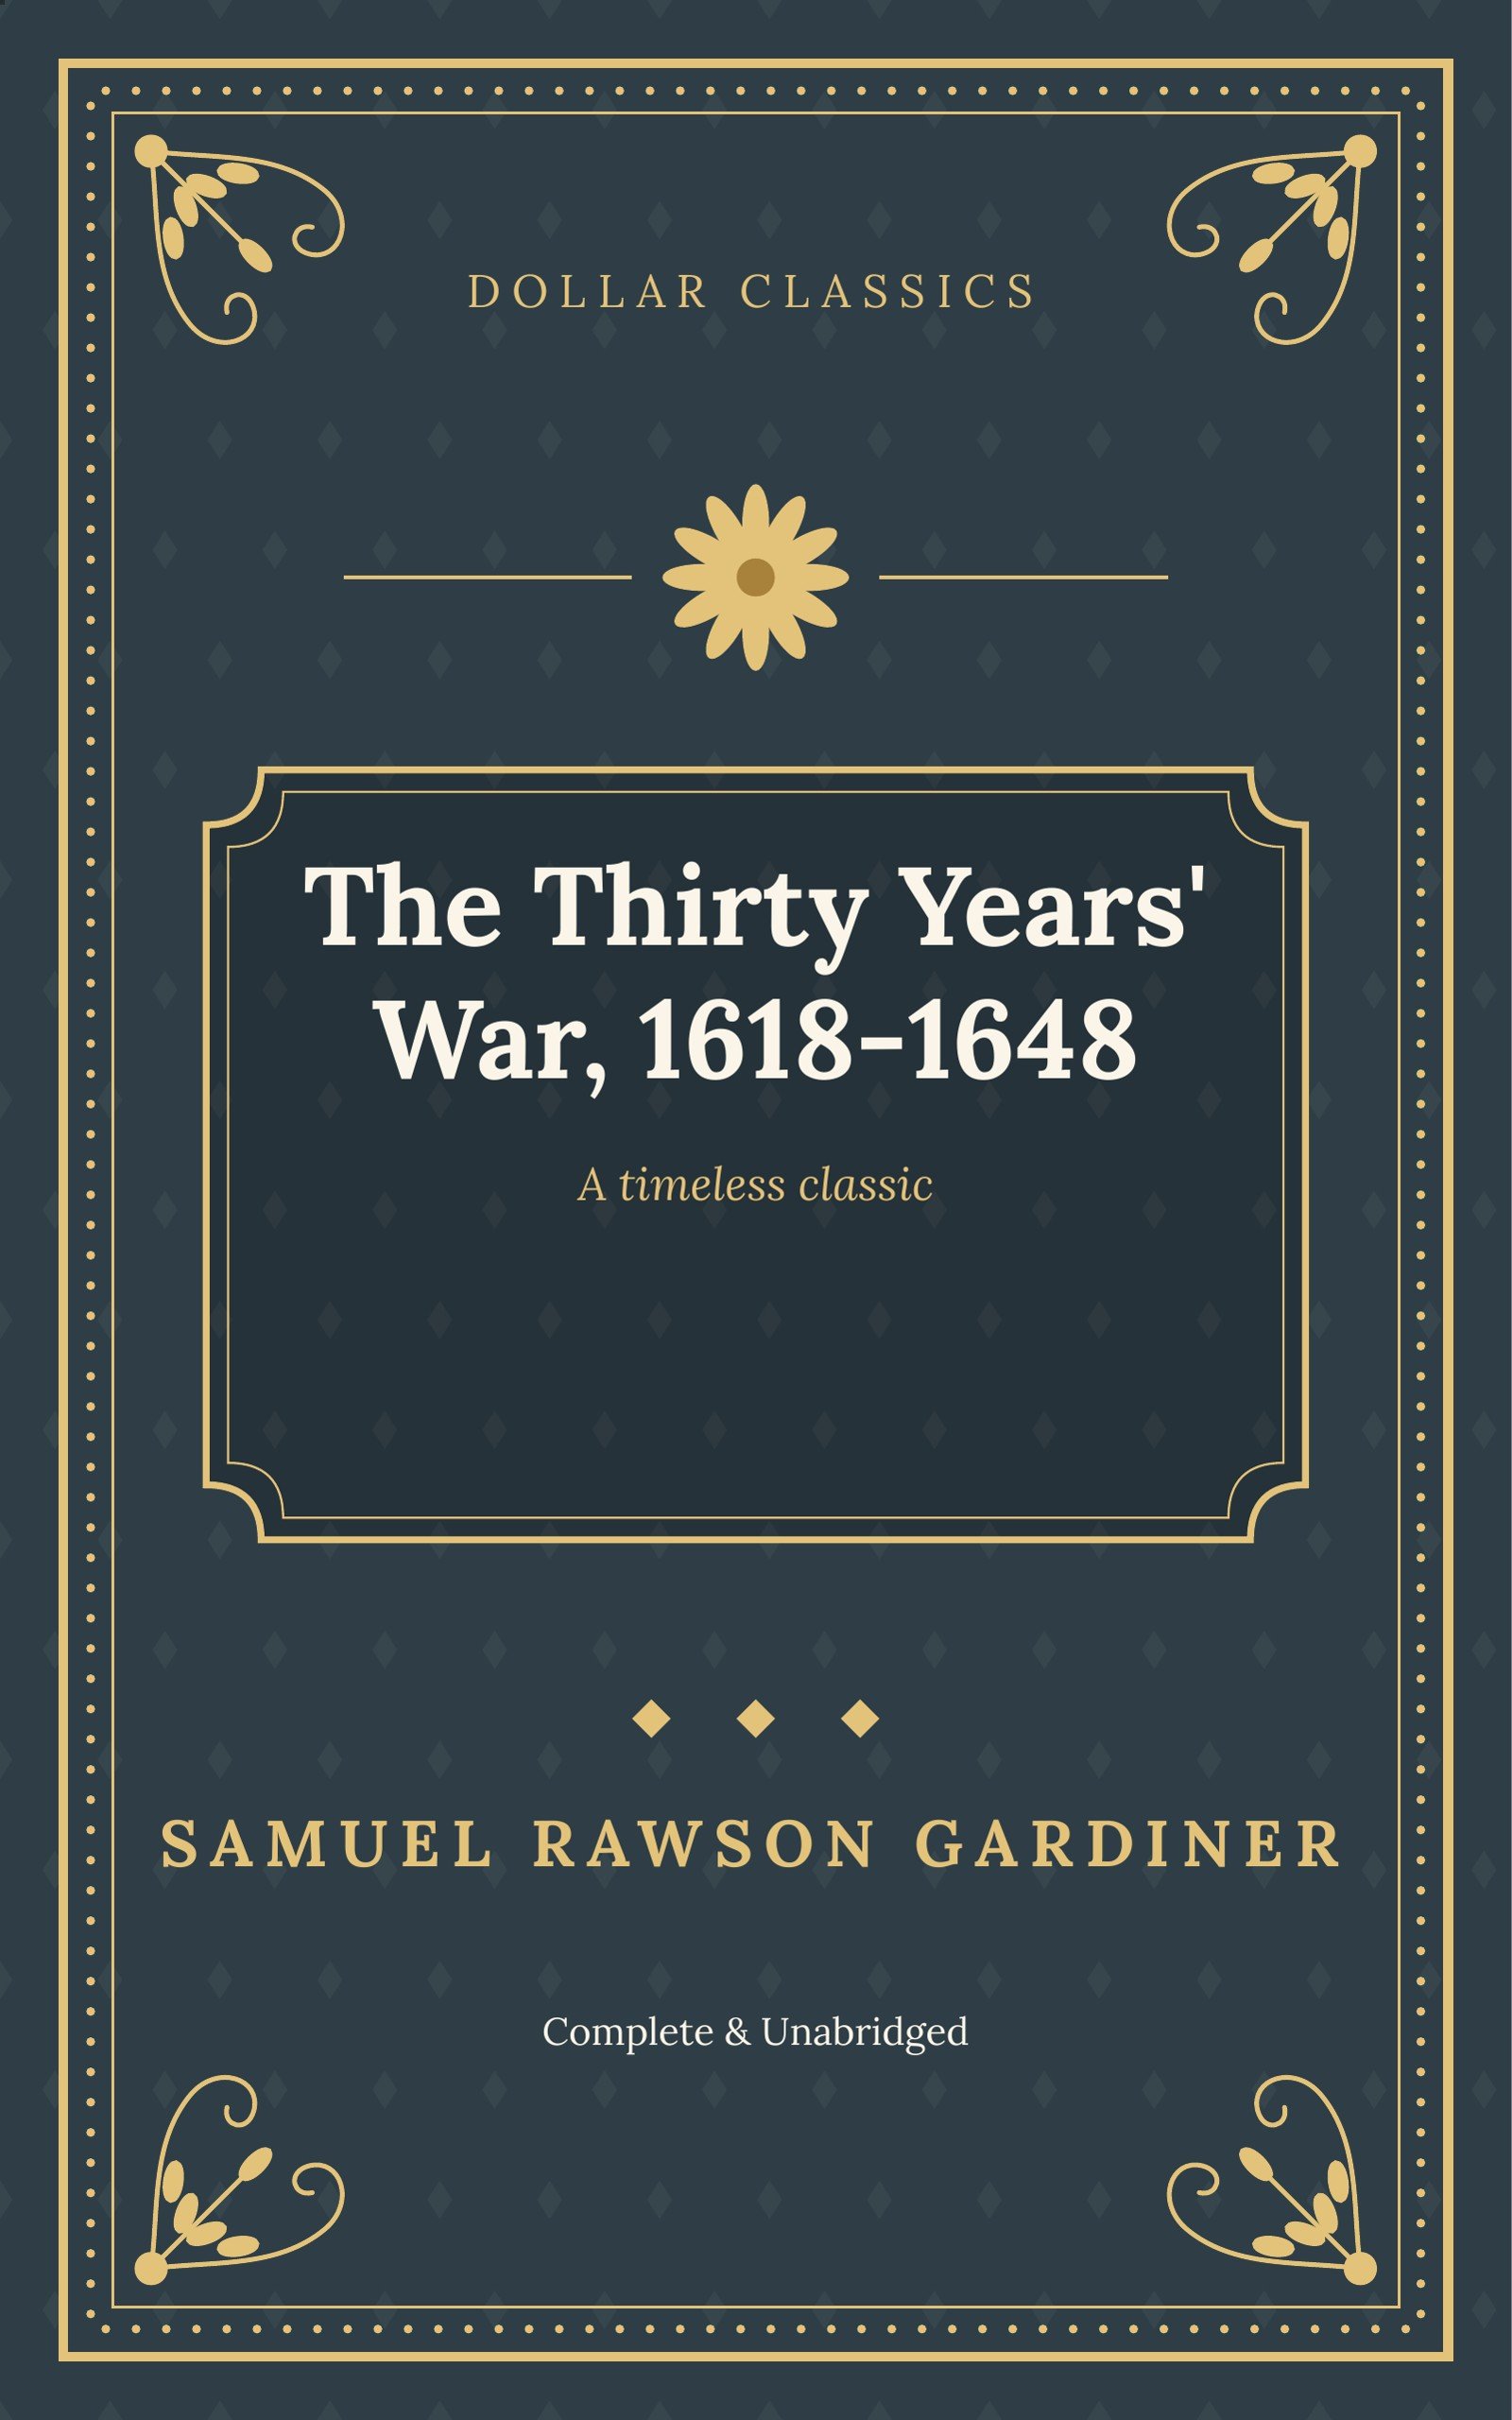 DOLLAR CLASSICS
The Thirty Years'
War, 1618-1648
A timeless classic
SAMUEL RAWSON GARDINER
Complete & Unabridged